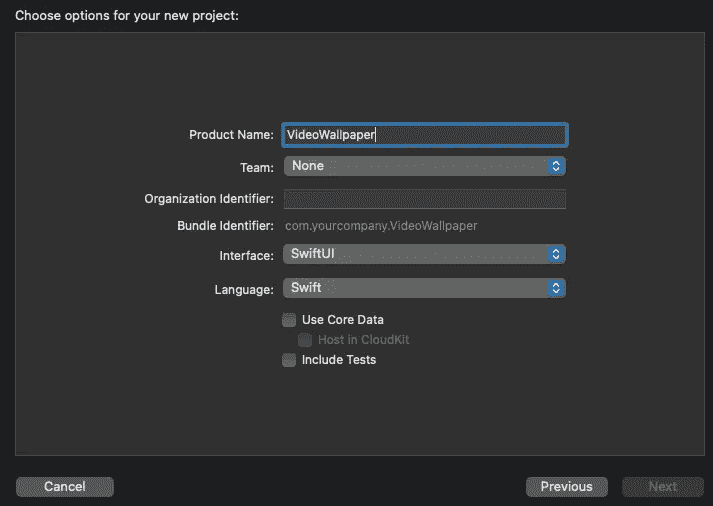 Choose options for your new project:
Product Name: VideoWallpaper
Team: None
Organization Identifier:
Bundle Identifier: com.yourcompany.VideoWallpaper
Interface: SwiftUI
Language: Swift
Use Core Data
Host in CloudKit
Include Tests
Cancel Previous Next